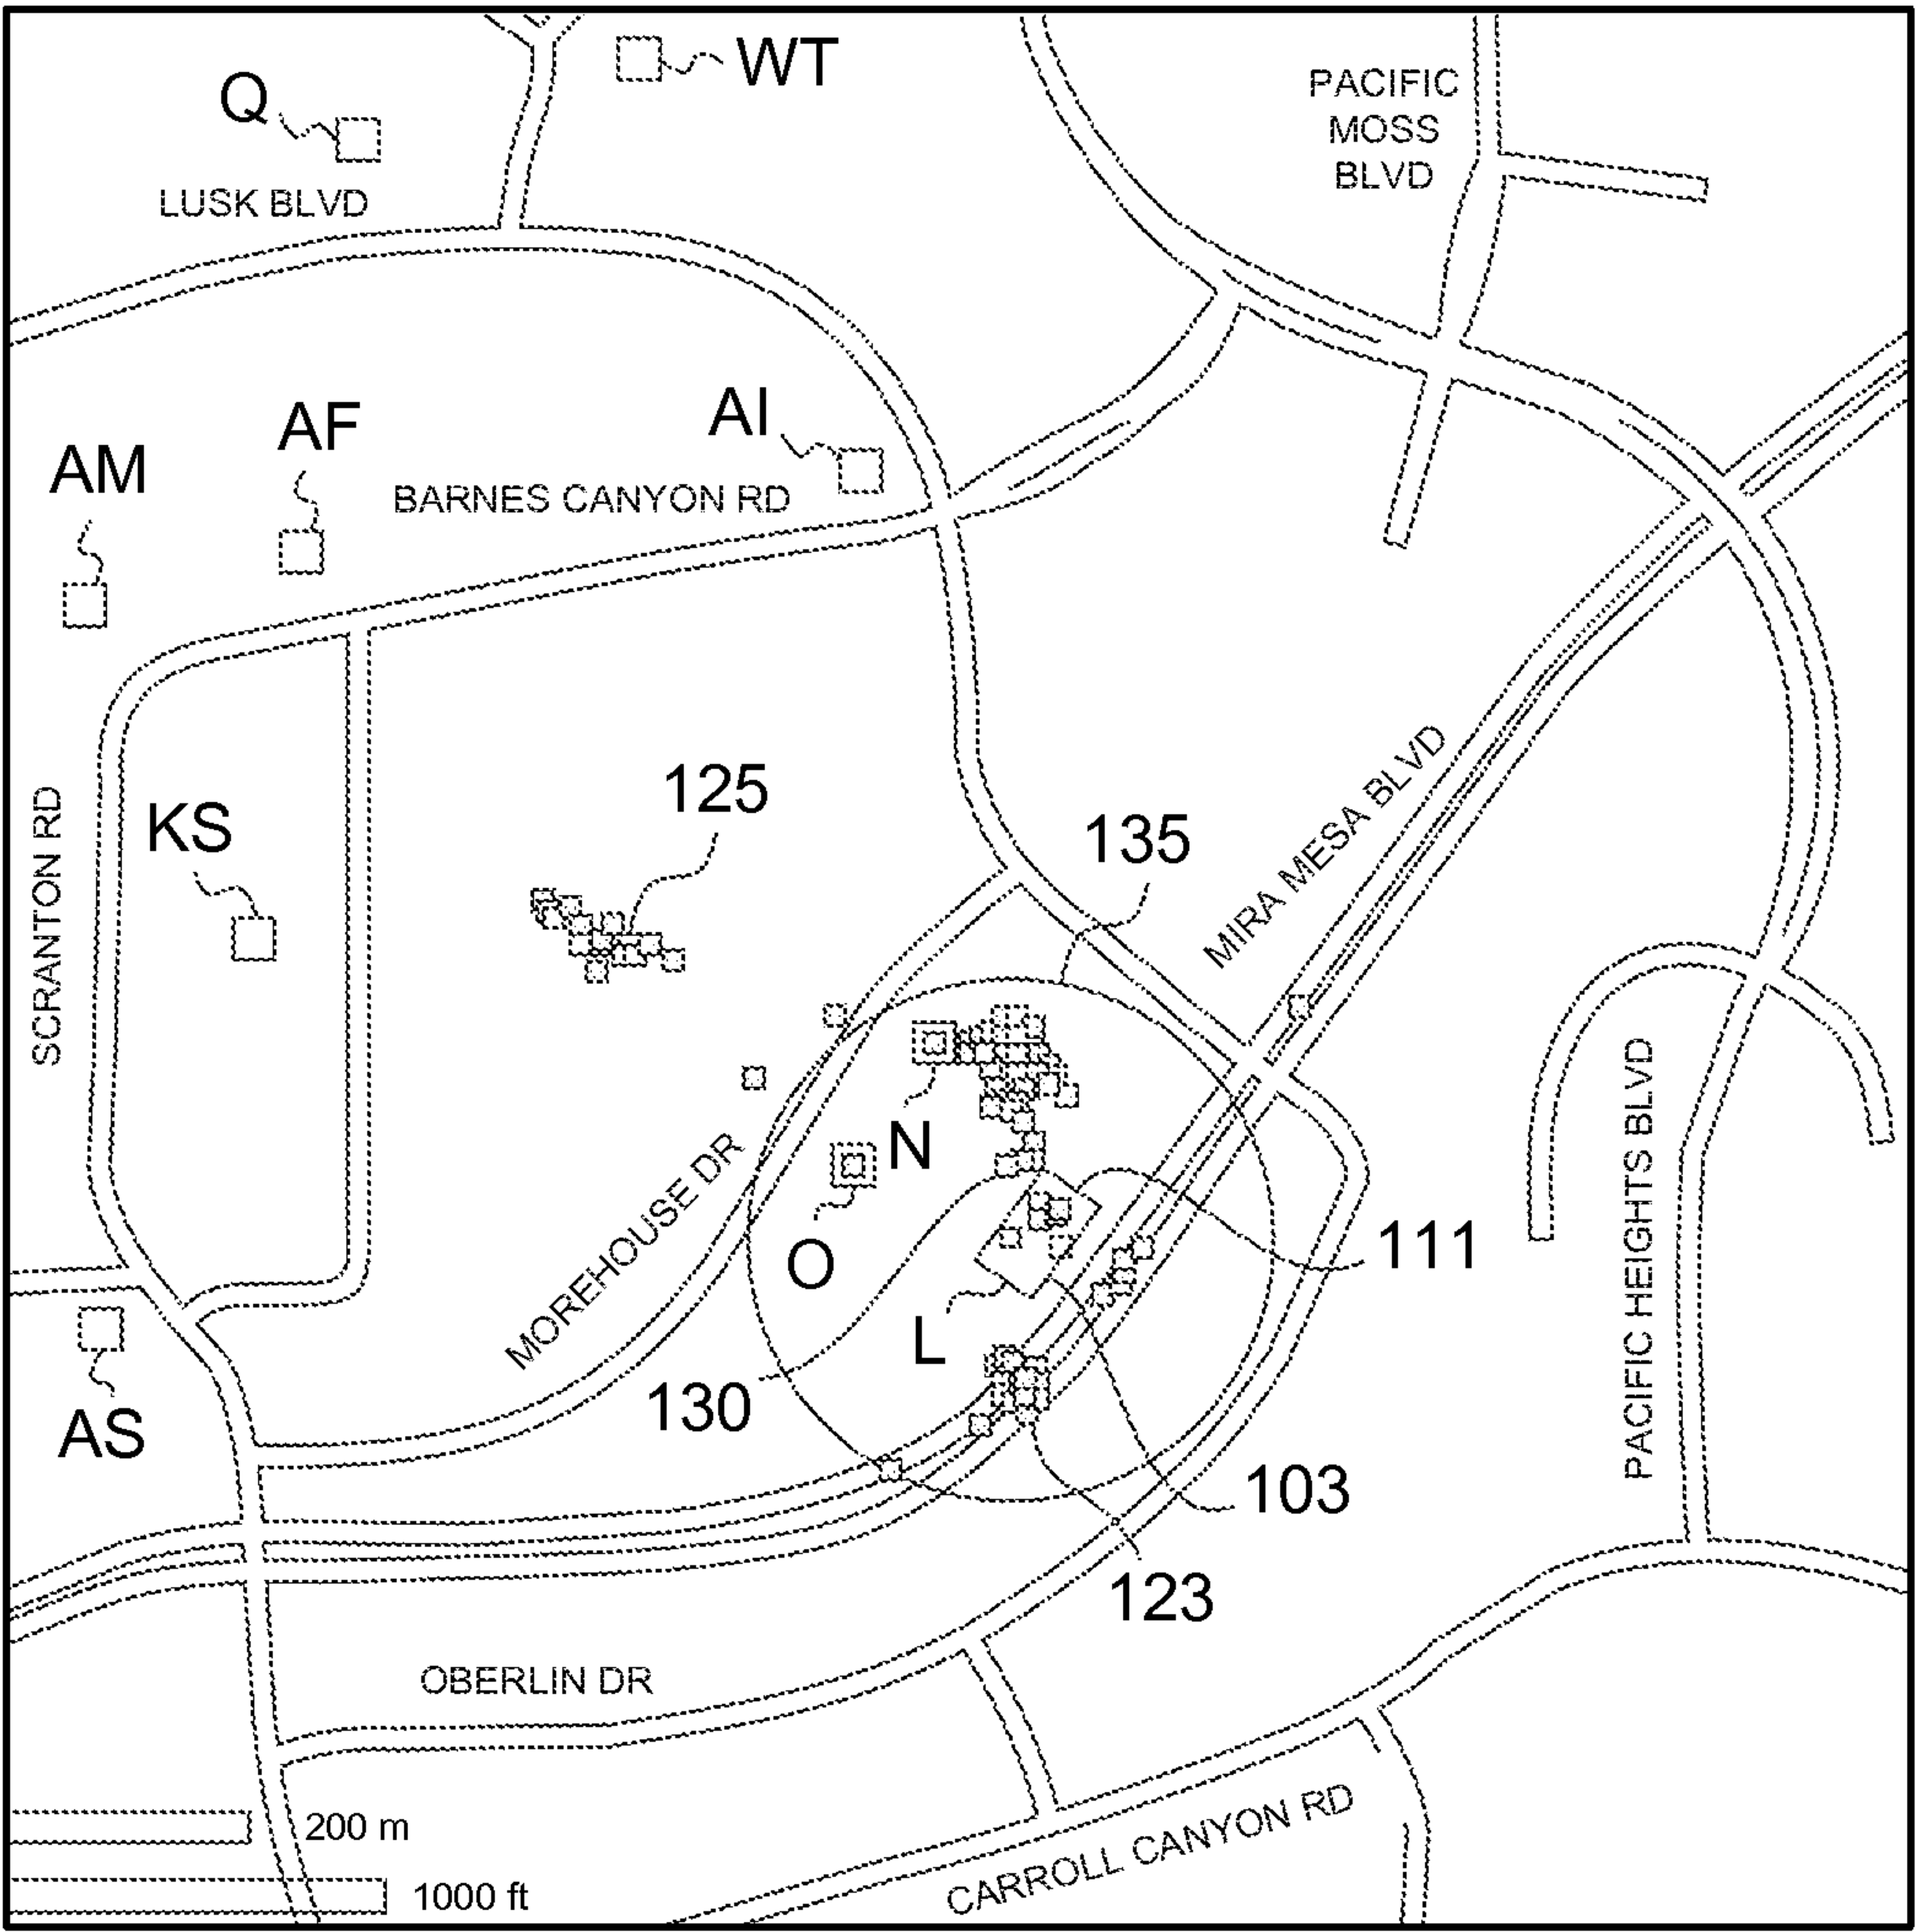 WT
Q
PACIFIC
MOSS
BLVD
LUSK BLVD
AI
AF
AM
BARNES CANYON RD
MIRA MESA BLVD
125
SCRANTON RD
KS
135
N
PACIFIC HEIGHTS BLVD
MOREHOUSE DR
O
111
L
130
AS
103
123
OBERLIN DR
200 m
CARROLL CANYON RD
1000 ft